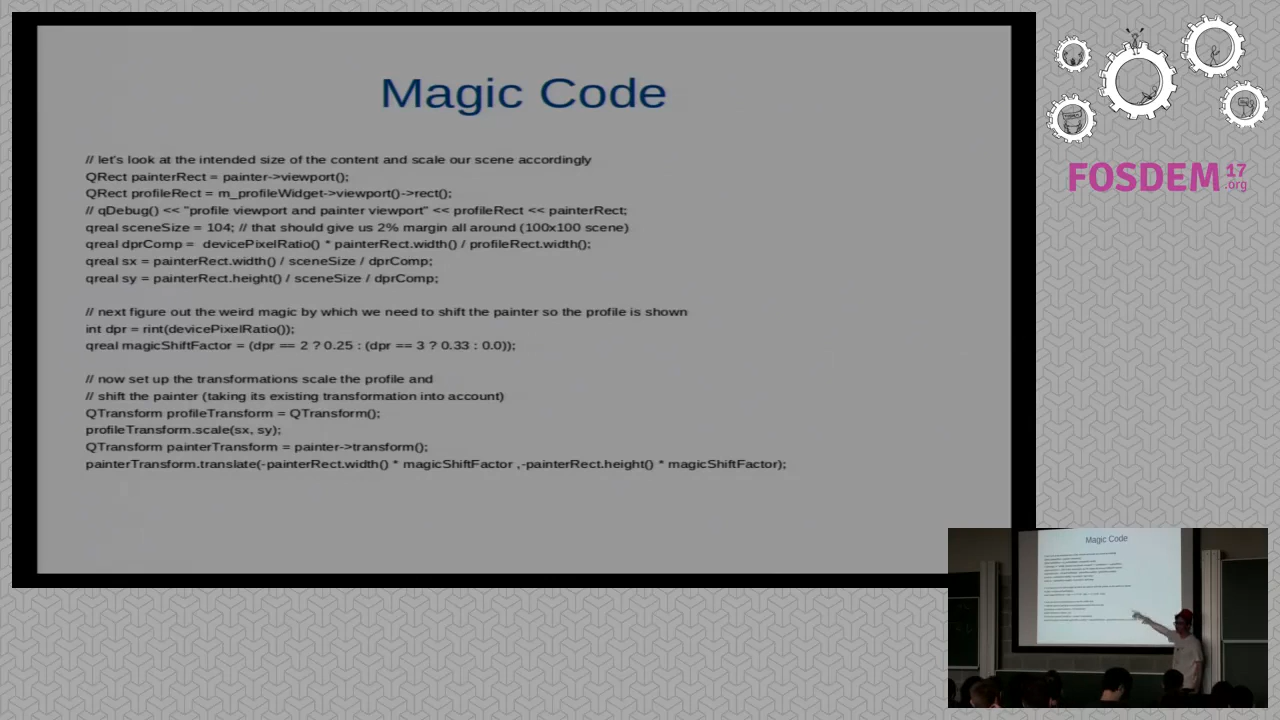 Magic Code
// let's look at the intended size of the content and scale our scene accordingly
QRect painterRect = painter->viewport();
QRect profileRect = m_profileWidget->viewport()->rect();
// qDebug() << "profile viewport and painter viewport" << profileRect << painterRect;
qreal sceneSize = 104; // that should give us 2% margin all around (100x100 scene)
qreal dprComp =  devicePixelRatio() * painterRect.width() / profileRect.width();
qreal sx = painterRect.width() / sceneSize / dprComp;
qreal sy = painterRect.height() / sceneSize / dprComp;
// next figure out the weird magic by which we need to shift the painter so the profile is shown
int dpr = rint(devicePixelRatio());
qreal magicShiftFactor = (dpr == 2 ? 0.25 : (dpr == 3 ? 0.33 : 0.0));
// now set up the transformations scale the profile and
// shift the painter (taking its existing transformation into account)
QTransform profileTransform = QTransform();
profileTransform.scale(sx, sy);
QTransform painterTransform = painter->transform();
painterTransform.translate(-painterRect.width() * magicShiftFactor ,-painterRect.height() * magicShiftFactor);
FOSDEM 17
.org
Magic Code